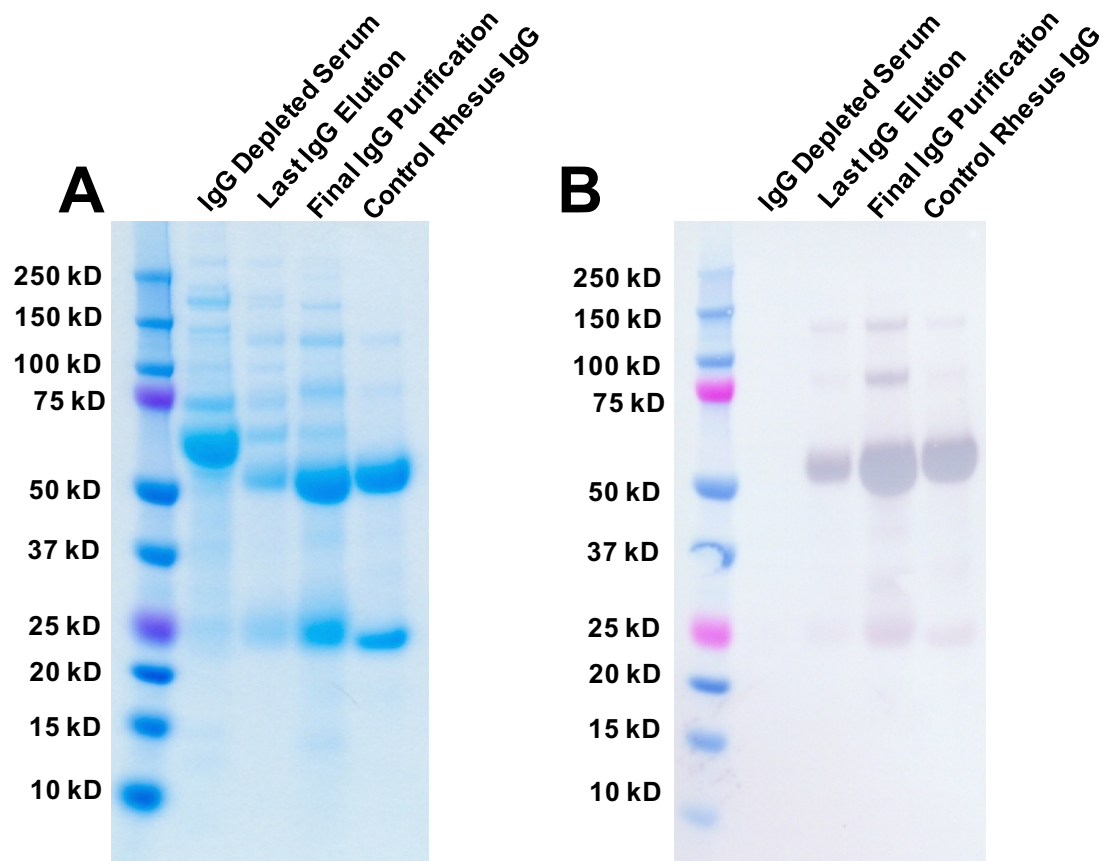 A
IgG Depleted Serum
Last IgG Elution
Final IgG Purification
Control Rhesus IgG
250 kD
150 kD
100 kD
75 kD
50 kD
37 kD
25 kD
20 kD
15 kD
10 kD
B
IgG Depleted Serum
Last IgG Elution
Final IgG Purification
Control Rhesus IgG
250 kD
150 kD
100 kD
75 kD
50 kD
37 kD
25 kD
20 kD
15 kD
10 kD